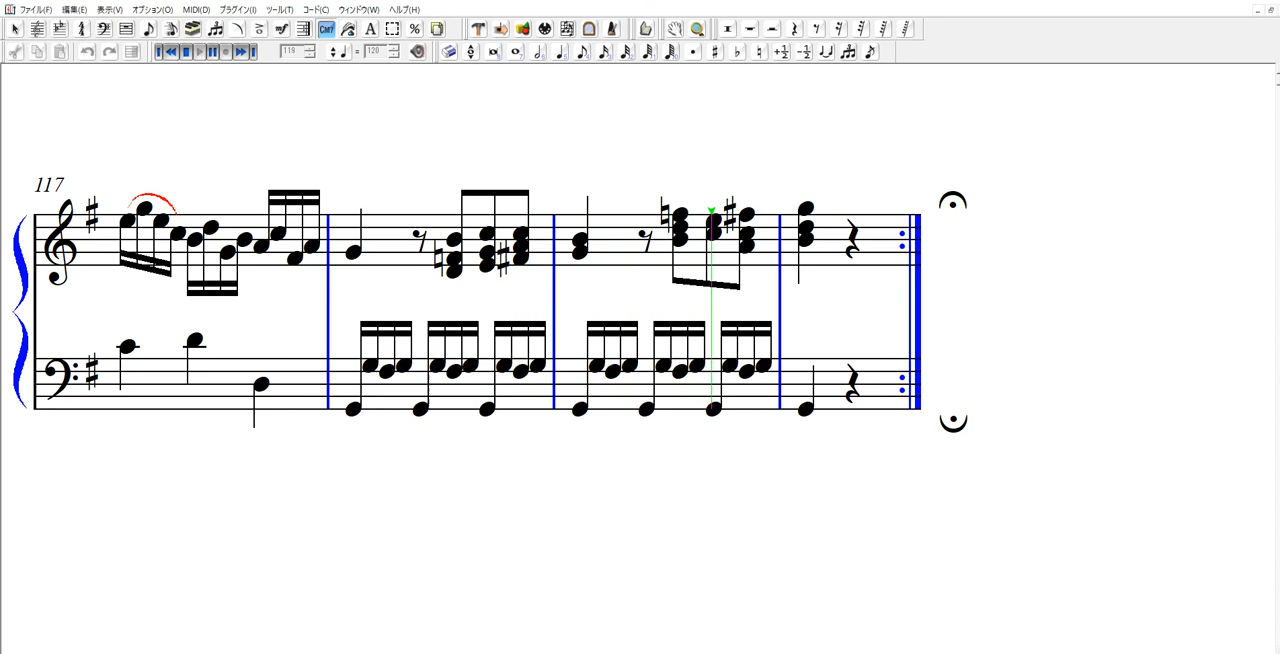 ファイル(F) 編集(E) 表示(V) オプション(O) MIDI(D) プラグイン(I) ツール(T) コード(C) ウィンドウ(W) ヘルプ(H)
CM7 A %
119 = 120
117